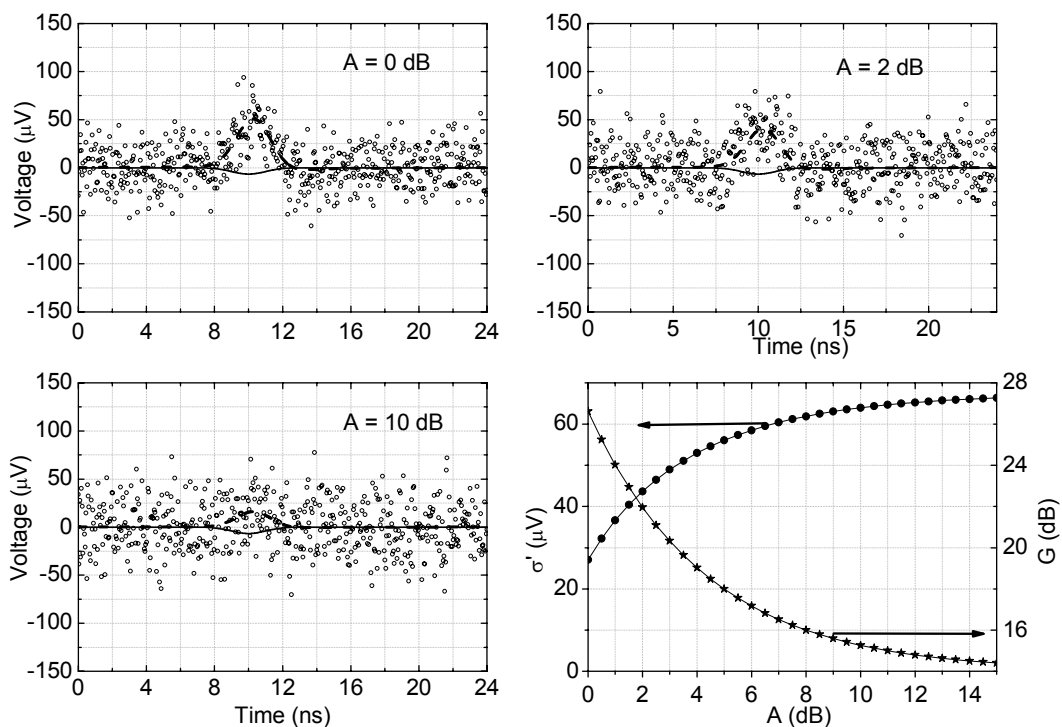 A = 0 dB
Voltage (μV)
150
100
50
0
-50
-100
-150
0 4 8 12 16 20 24
A = 2 dB
150
100
50
0
-50
-100
-150
0 5 10 15 20
Time (ns)
A = 10 dB
Voltage (μV)
150
100
50
0
-50
-100
-150
0 4 8 12 16 20 24
Time (ns)
σ' (μV)
60
40
20
0
28
24
20
16
G (dB)
0 2 4 6 8 10 12 14
A (dB)